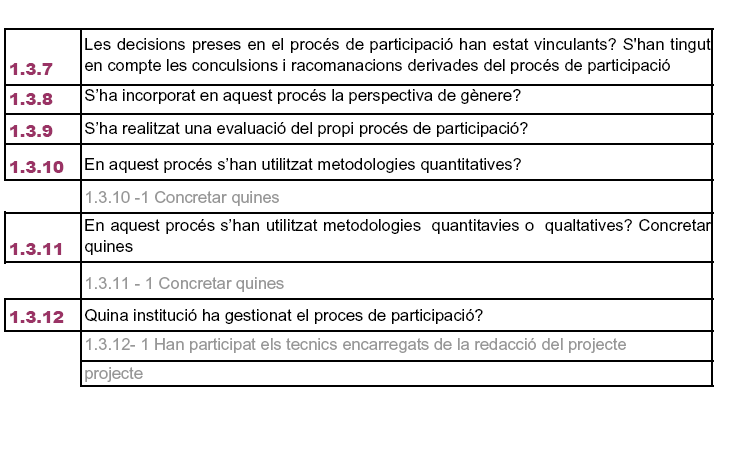 Les decisions preses en el procés de participació han estat vinculants? S'han tingut
1.3.7 en compte les conculsions i racomanacions derivades del procés de participació
1.3.8 S'ha incorporat en aquest procés la perspectiva de gènere?
1.3.9 S'ha realitzat una evaluació del propi procés de participació?
1.3.10 En aquest procés s'han utilitzat metodologies quantitatives?
1.3.10 -1 Concretar quines
En aquest procés s'han utilitzat metodologies quantitavies o qualtatives? Concretar
1.3.11 quines
1.3.11 - 1 Concretar quines
1.3.12 Quina institució ha gestionat el proces de participació?
1.3.12- 1 Han participat els tecnics encarregats de la redacció del projecte
projecte